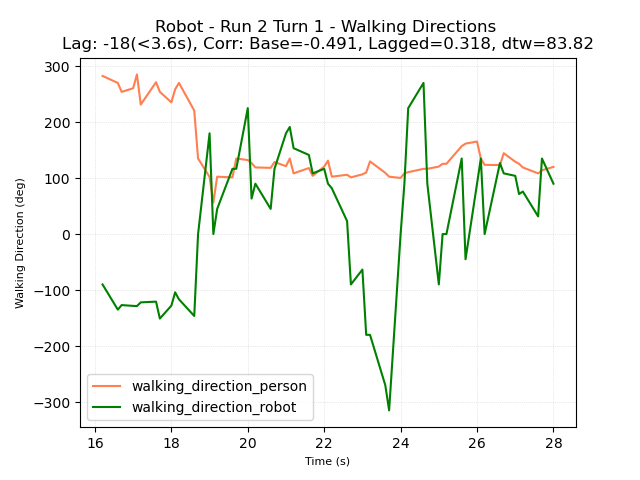 Robot - Run 2 Turn 1 - Walking Directions
Lag: -18(<3.6s), Corr: Base=-0.491, Lagged=0.318, dtw=83.82
300
200
100
0
−100
−200
−300
Walking Direction (deg)
walking_direction_person
walking_direction_robot
16
18
20
22
24
26
28
Time (s)